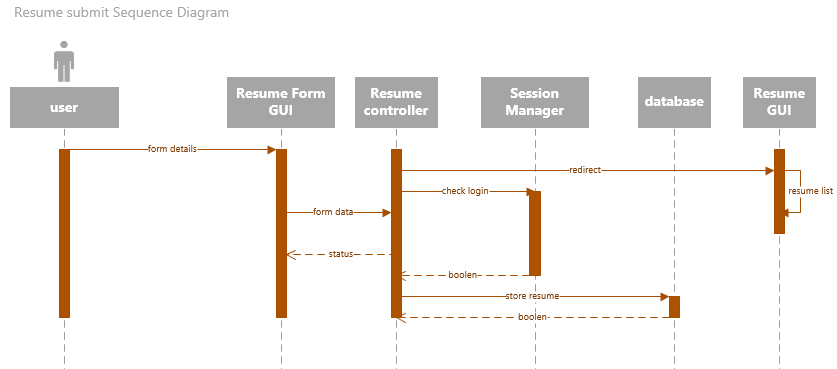 Resume submit Sequence Diagram
user
Resume Form
GUI
Resume
controller
Session
Manager
database
Resume
GUI
form details
redirect
check login
resume list
form data
status
boolen
store resume
boolen